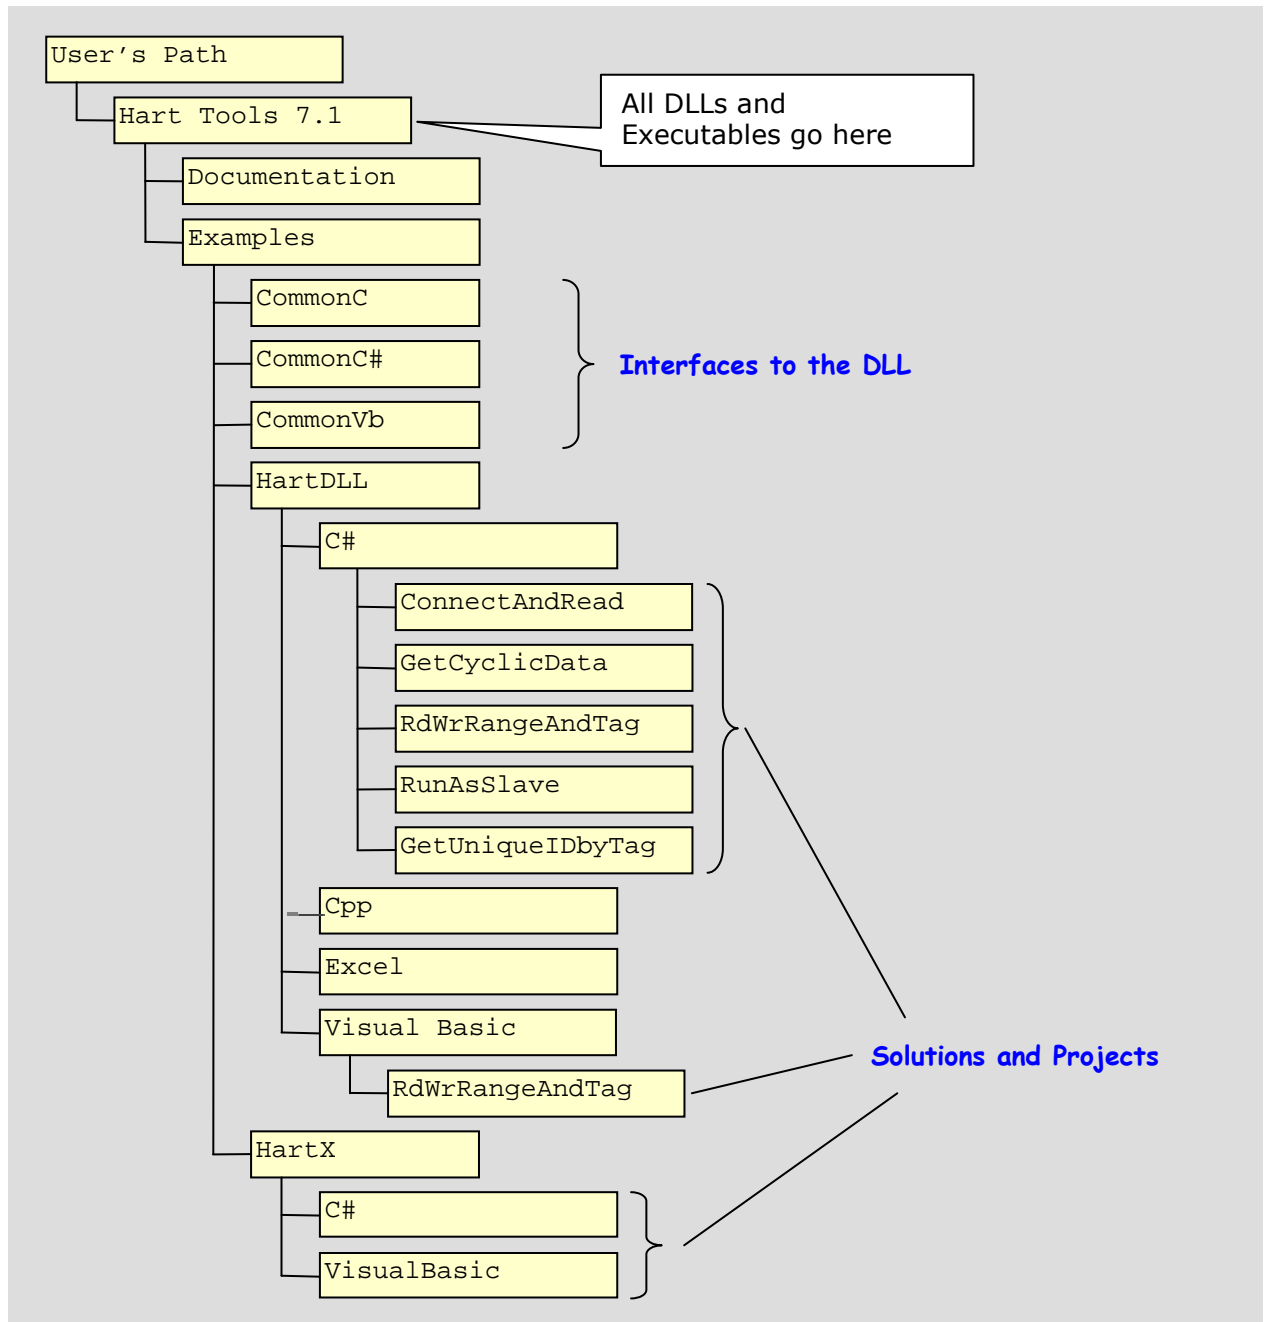 User’s Path
Hart Tools 7.1
All DLLs and
Executables go here
Documentation
Examples
CommonC
CommonC#
Interfaces to the DLL
CommonVb
HartDLL
C#
ConnectAndRead
GetCyclicData
RdWrRangeAndTag
RunAsSlave
GetUniqueIDbyTag
Cpp
Excel
Visual Basic
Solutions and Projects
RdWrRangeAndTag
HartX
C#
VisualBasic